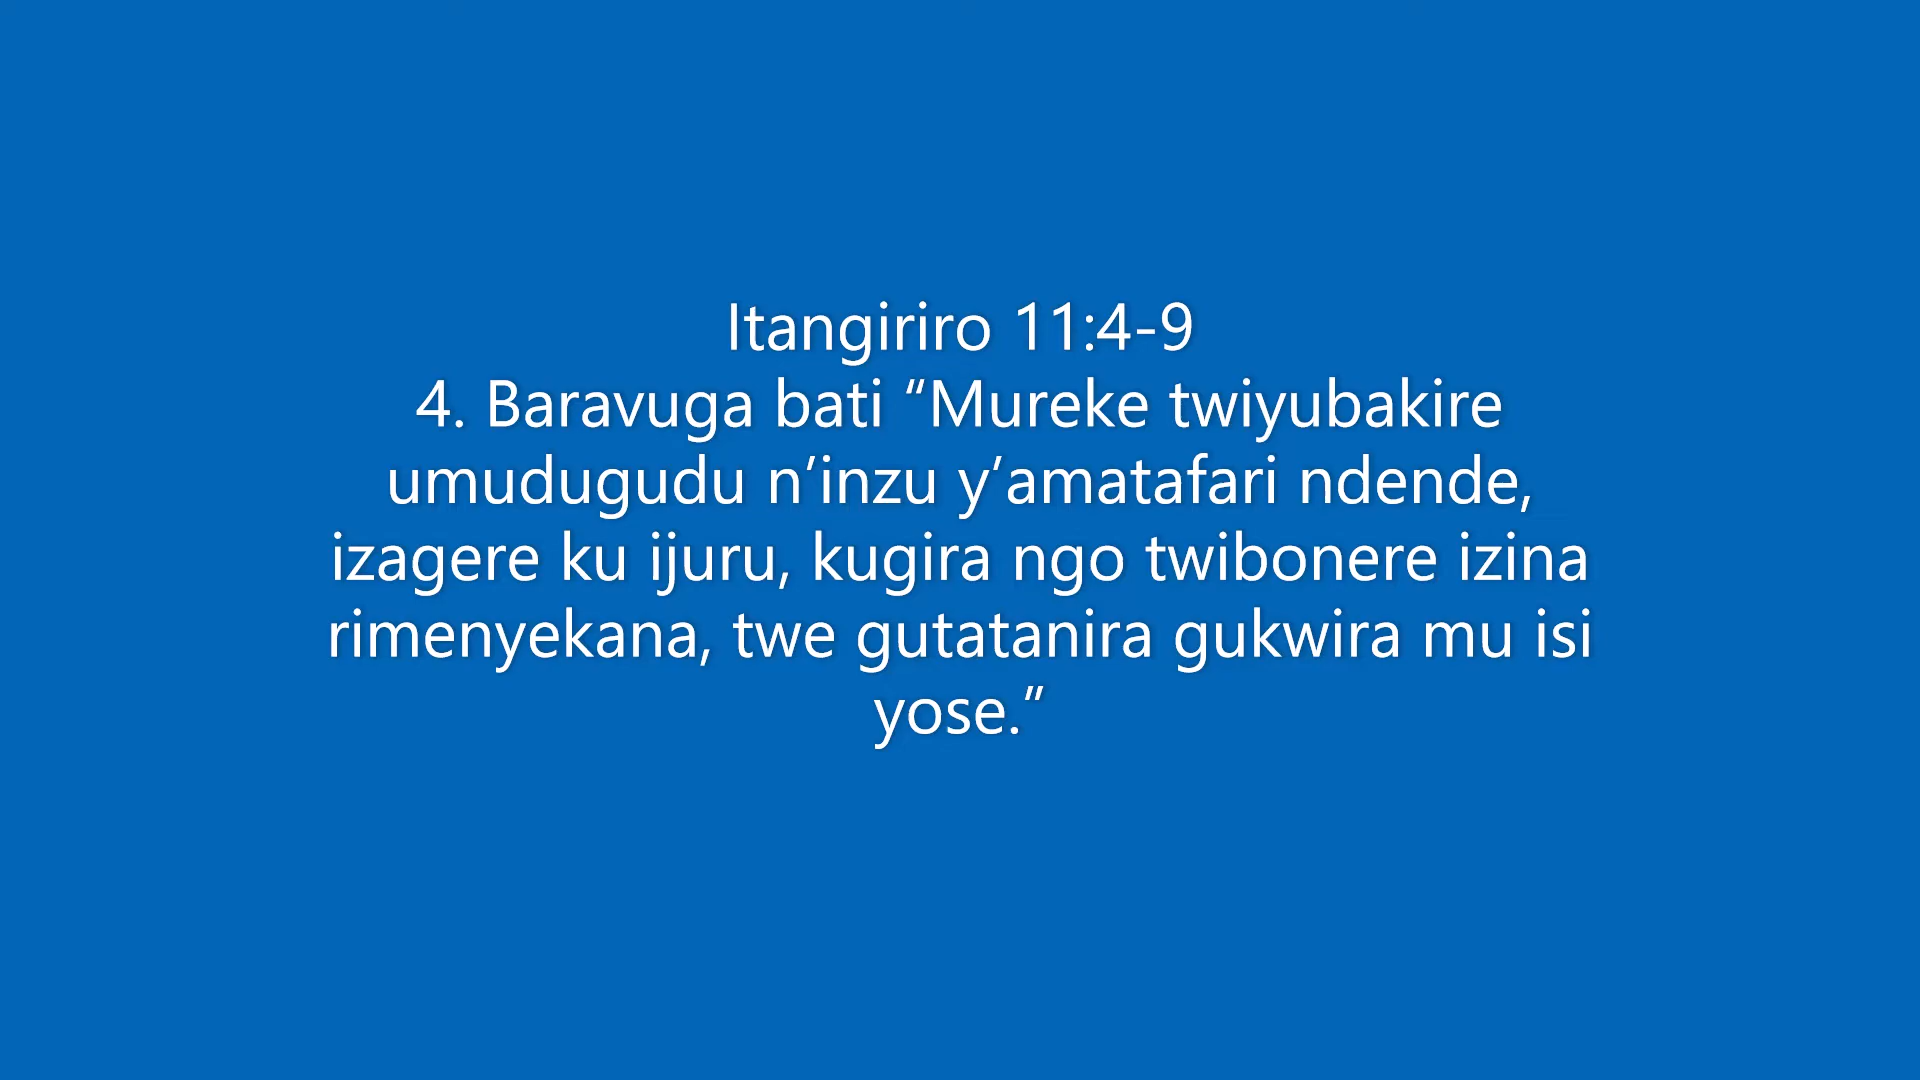 Itangiriro 11:4-9
4. Baravuga bati “Mureke twiyubakire
umudugudu n’inzu y’amatafari ndende,
izagere ku ijuru, kugira ngo twibonere izina
rimenyekana, twe gutatanira gukwira mu isi
yose.”